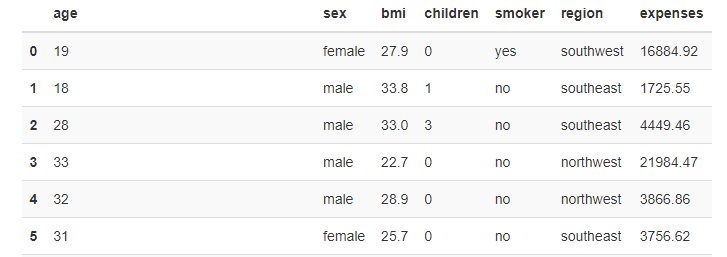 age sex bmi children smoker region expenses
0 19 female 27.9 0 yes southwest 16884.92
1 18 male 33.8 1 no southeast 1725.55
2 28 male 33.0 3 no southeast 4449.46
3 33 male 22.7 0 no northwest 21984.47
4 32 male 28.9 0 no northwest 3866.86
5 31 female 25.7 0 no southeast 3756.62